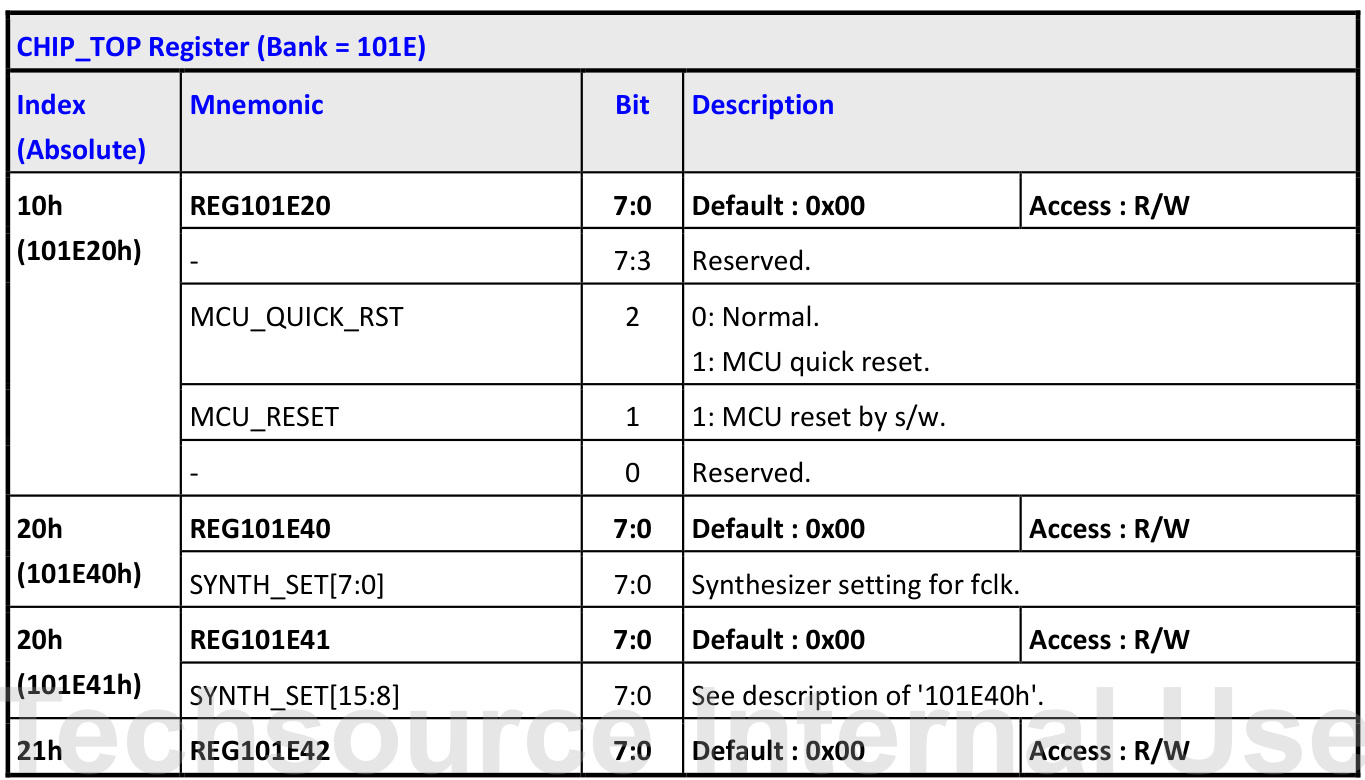 CHIP_TOP Register (Bank = 101E)
Index (Absolute) Mnemonic Bit Description
10h (101E20h) REG101E20 7:0 Default : 0x00 Access : R/W
- 7:3 Reserved.
MCU_QUICK_RST 2 0: Normal.
1: MCU quick reset.
MCU_RESET 1 1: MCU reset by s/w.
- 0 Reserved.
20h (101E40h) REG101E40 7:0 Default : 0x00 Access : R/W
SYNTH_SET[7:0] 7:0 Synthesizer setting for fclk.
20h (101E41h) REG101E41 7:0 Default : 0x00 Access : R/W
SYNTH_SET[15:8] 7:0 See description of '101E40h'.
21h REG101E42 7:0 Default : 0x00 Access : R/W
Techsource Internal Use